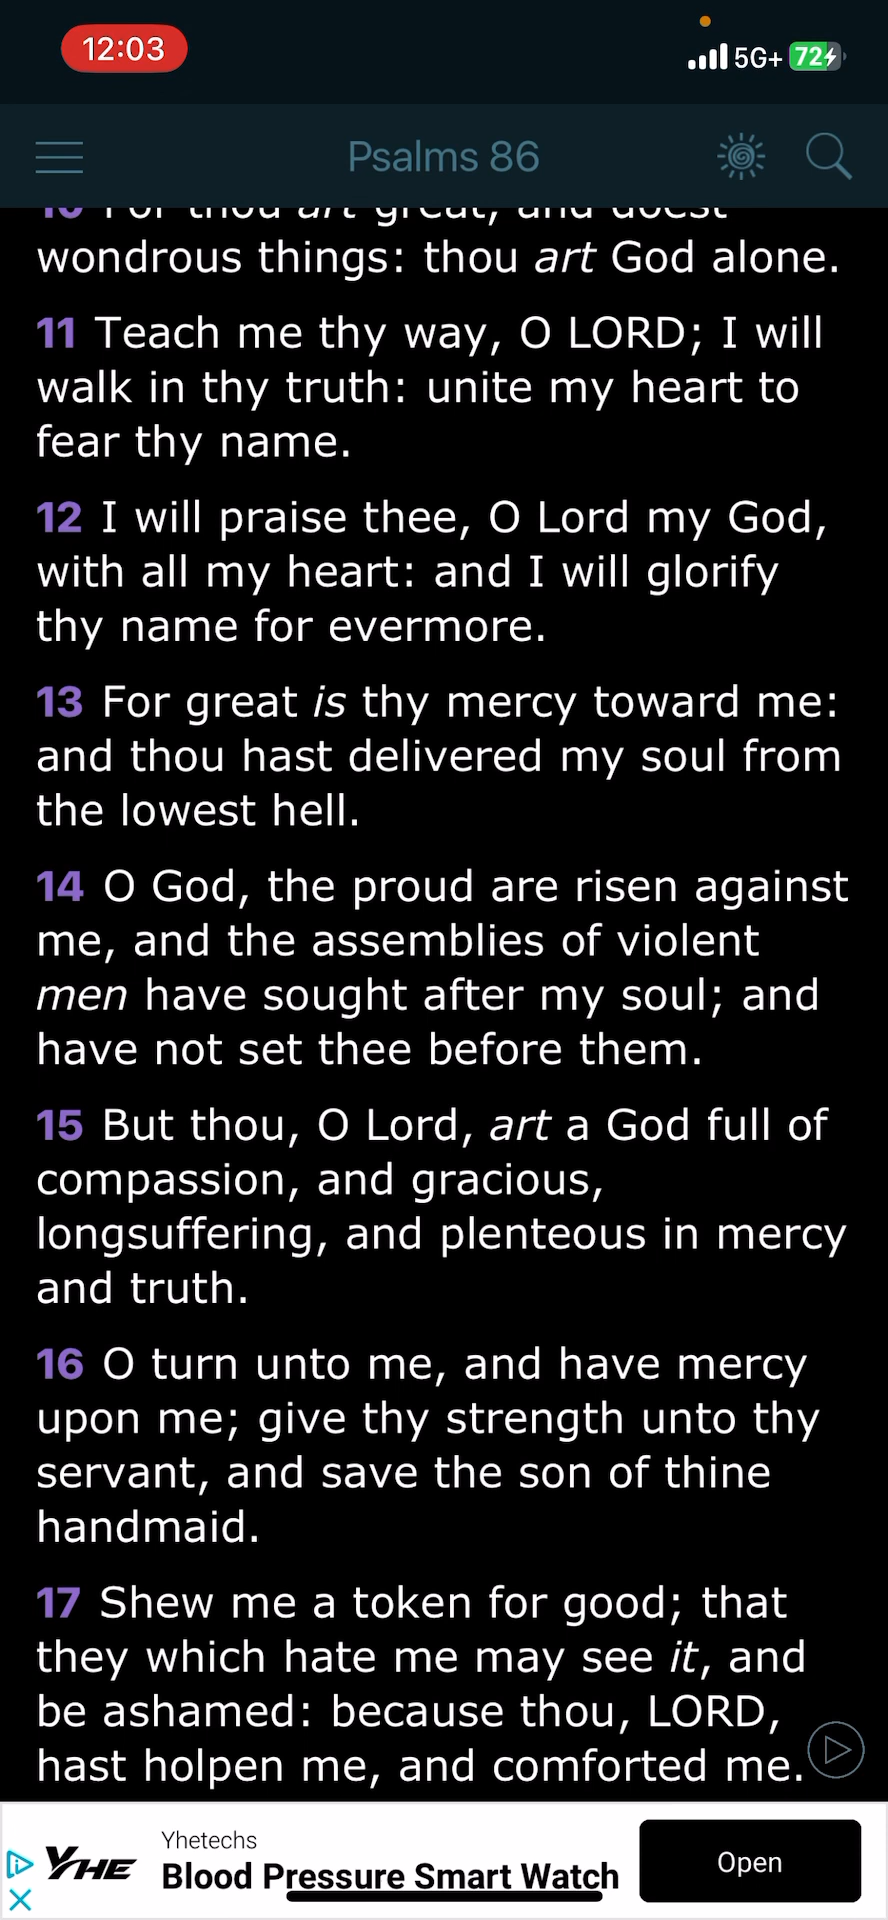 12:03
5G+ 72
Psalms 86
10 For thou art great, and doest
wondrous things: thou art God alone.
11 Teach me thy way, O LORD; I will
walk in thy truth: unite my heart to
fear thy name.
12 I will praise thee, O Lord my God,
with all my heart: and I will glorify
thy name for evermore.
13 For great is thy mercy toward me:
and thou hast delivered my soul from
the lowest hell.
14 O God, the proud are risen against
me, and the assemblies of violent
men have sought after my soul; and
have not set thee before them.
15 But thou, O Lord, art a God full of
compassion, and gracious,
longsuffering, and plenteous in mercy
and truth.
16 O turn unto me, and have mercy
upon me; give thy strength unto thy
servant, and save the son of thine
handmaid.
17 Shew me a token for good; that
they which hate me may see it, and
be ashamed: because thou, LORD,
hast holpen me, and comforted me.
YHE
Yhetechs
Blood Pressure Smart Watch
Open